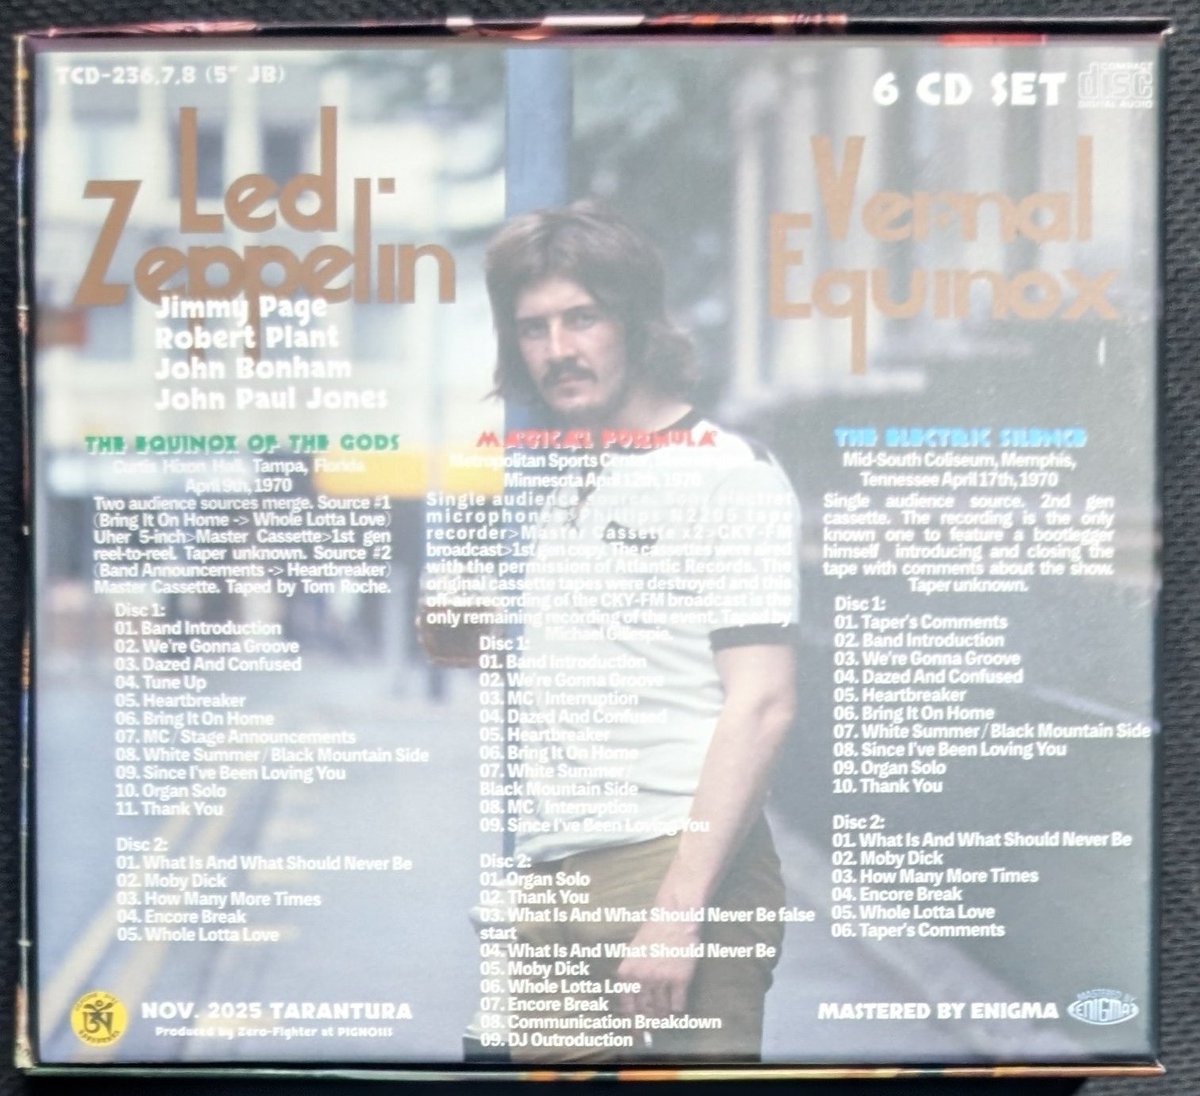 TCD-236,7,8 (5" JB)
6 CD SET
COMPACT
disc
DIGITAL AUDIO
Led
Zeppelin
Vernal
Equinox
Jimmy Page
Robert Plant
John Bonham
John Paul Jones
THE EQUINOX OF THE GODS
Curtis Hixon Hall, Tampa, Florida
April 9th, 1970
Two audience sources merge. Source #1
(Bring It On Home -> Whole Lotta Love)
Uher 5-inch>Master Cassette>1st gen
reel-to-reel. Taper unknown. Source #2
(Band Announcements -> Heartbreaker)
Master Cassette. Taped by Tom Roche.
Disc 1:
01. Band Introduction
02. We're Gonna Groove
03. Dazed And Confused
04. Tune Up
05. Heartbreaker
06. Bring It On Home
07. MC / Stage Announcements
08. White Summer / Black Mountain Side
09. Since I've Been Loving You
10. Organ Solo
11. Thank You
Disc 2:
01. What Is And What Should Never Be
02. Moby Dick
03. How Many More Times
04. Encore Break
05. Whole Lotta Love
MAGICAL FORMULA
Metropolitan Sports Center,
Minnesota April 12th, 1970
Single audience source. Sony electret
microphones>Phillips N2205 tape
recorder>Master Cassette x2>CKY-FM
broadcast>1st gen copy. The cassettes were aired
with the permission of Atlantic Records. The
original cassette tapes were destroyed and this
off-air recording of the CKY-FM broadcast is the
only remaining recording of the event. Taped by
Michael Gillespie.
Disc 1:
01. Band Introduction
02. We're Gonna Groove
03. MC / Interruption
04. Dazed And Confused
05. Heartbreaker
06. Bring It On Home
07. White Summer /
Black Mountain Side
08. MC / Interruption
09. Since I've Been Loving You
Disc 2:
01. Organ Solo
02. Thank You
03. What Is And What Should Never Be false
start
04. What Is And What Should Never Be
05. Moby Dick
06. Whole Lotta Love
07. Encore Break
08. Communication Breakdown
09. DJ Outroduction
THE ELECTRIC SILENCE
Mid-South Coliseum, Memphis,
Tennessee April 17th, 1970
Single audience source. 2nd gen
cassette. The recording is the only
known one to feature a bootlegger
himself introducing and closing the
tape with comments about the show.
Taper unknown.
Disc 1:
01. Taper's Comments
02. Band Introduction
03. We're Gonna Groove
04. Dazed And Confused
05. Heartbreaker
06. Bring It On Home
07. White Summer / Black Mountain Side
08. Since I've Been Loving You
09. Organ Solo
10. Thank You
Disc 2:
01. What Is And What Should Never Be
02. Moby Dick
03. How Many More Times
04. Encore Break
05. Whole Lotta Love
06. Taper's Comments
NOV. 2025 TARANTURA
Produced by Zero-Fighter at PIGNOSIS
MASTERED BY ENIGMA
MASTERED BY
ENIGMA